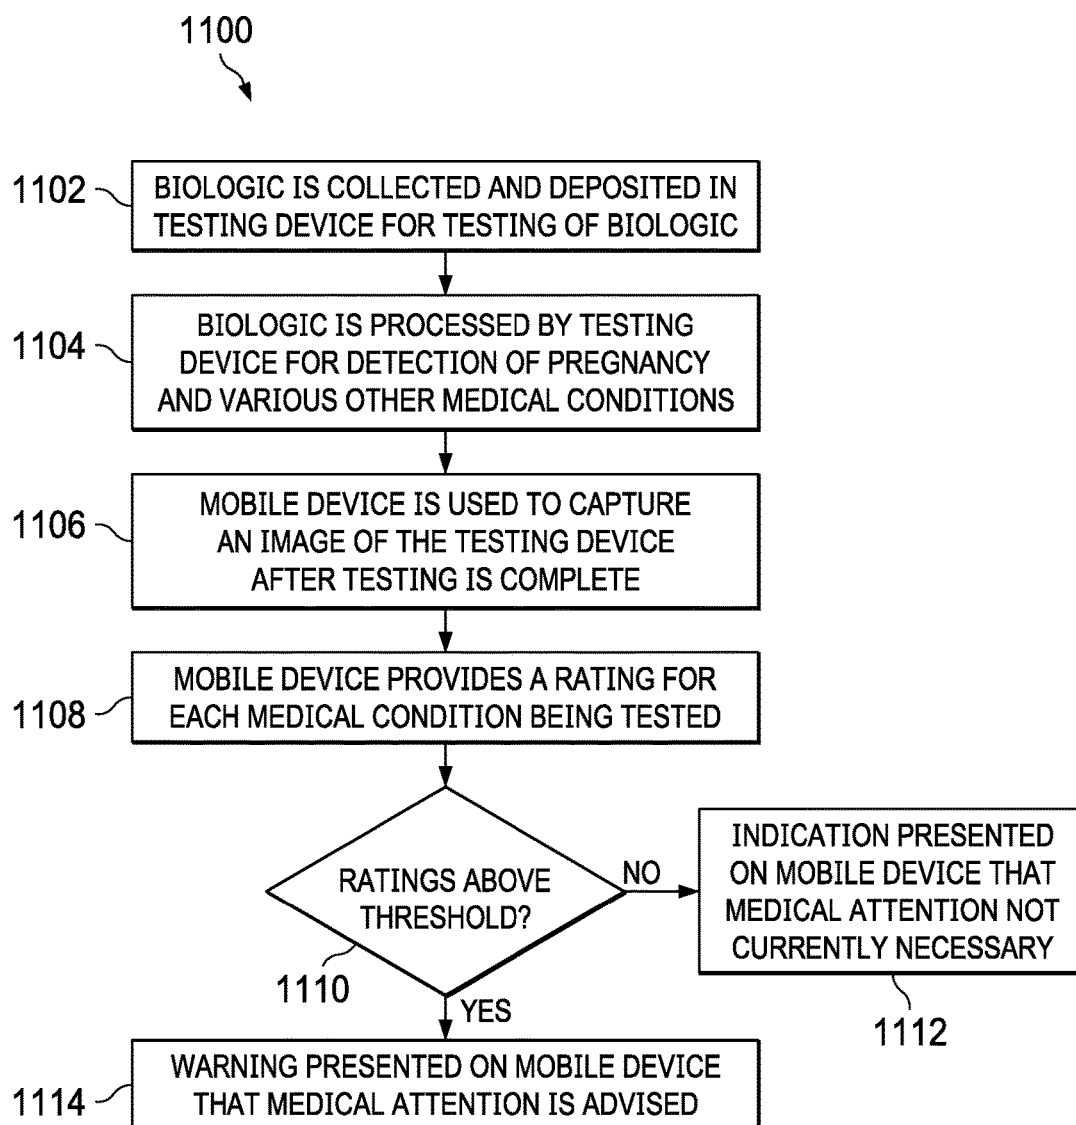 1100
1102
BIOLOGIC IS COLLECTED AND DEPOSITED IN
TESTING DEVICE FOR TESTING OF BIOLOGIC
1104
BIOLOGIC IS PROCESSED BY TESTING
DEVICE FOR DETECTION OF PREGNANCY
AND VARIOUS OTHER MEDICAL CONDITIONS
1106
MOBILE DEVICE IS USED TO CAPTURE
AN IMAGE OF THE TESTING DEVICE
AFTER TESTING IS COMPLETE
1108
MOBILE DEVICE PROVIDES A RATING FOR
EACH MEDICAL CONDITION BEING TESTED
RATINGS ABOVE
THRESHOLD?
1110
NO
INDICATION PRESENTED
ON MOBILE DEVICE THAT
MEDICAL ATTENTION NOT
CURRENTLY NECESSARY
1112
YES
1114
WARNING PRESENTED ON MOBILE DEVICE
THAT MEDICAL ATTENTION IS ADVISED